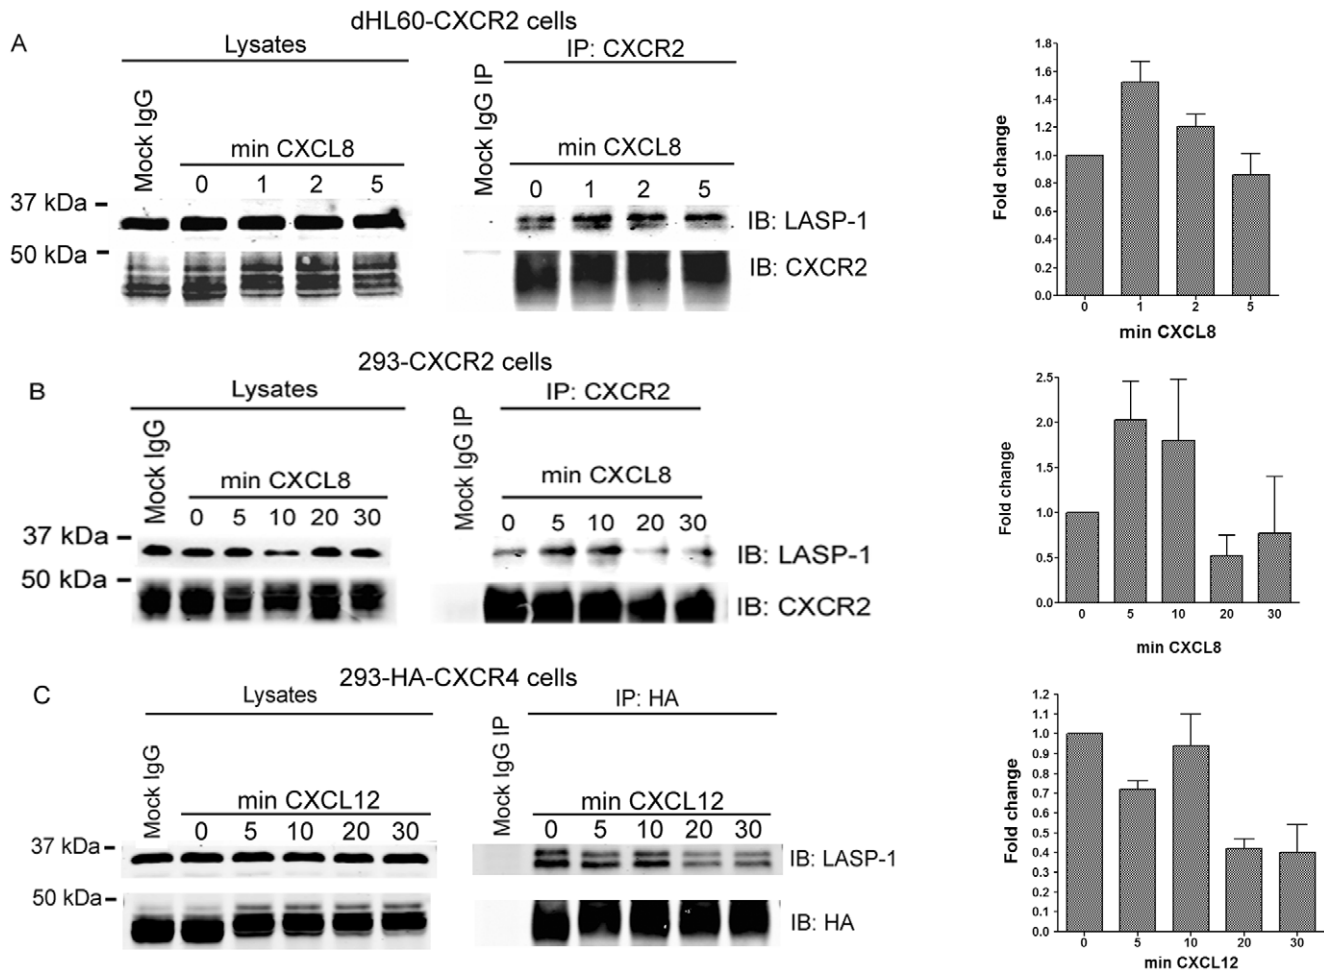 dHL60-CXCR2 cells
A
Lysates
IP: CXCR2
Mock IgG
Mock IgG IP
min CXCL8
min CXCL8
0 1 2 5
0 1 2 5
37 kDa
IB: LASP-1
50 kDa
IB: CXCR2
Fold change
1.8
1.6
1.4
1.2
1.0
0.8
0.6
0.4
0.2
0.0
0 1 2 5
min CXCL8
293-CXCR2 cells
B
Lysates
IP: CXCR2
Mock IgG
Mock IgG IP
min CXCL8
min CXCL8
0 5 10 20 30
0 5 10 20 30
37 kDa
IB: LASP-1
50 kDa
IB: CXCR2
Fold change
2.5
2.0
1.5
1.0
0.5
0.0
0 5 10 20 30
min CXCL8
293-HA-CXCR4 cells
C
Lysates
IP: HA
Mock IgG
Mock IgG IP
min CXCL12
min CXCL12
0 5 10 20 30
0 5 10 20 30
37 kDa
IB: LASP-1
50 kDa
IB: HA
Fold change
1.2
1.1
1.0
0.9
0.8
0.7
0.6
0.5
0.4
0.3
0.2
0.1
0.0
0 5 10 20 30
min CXCL12